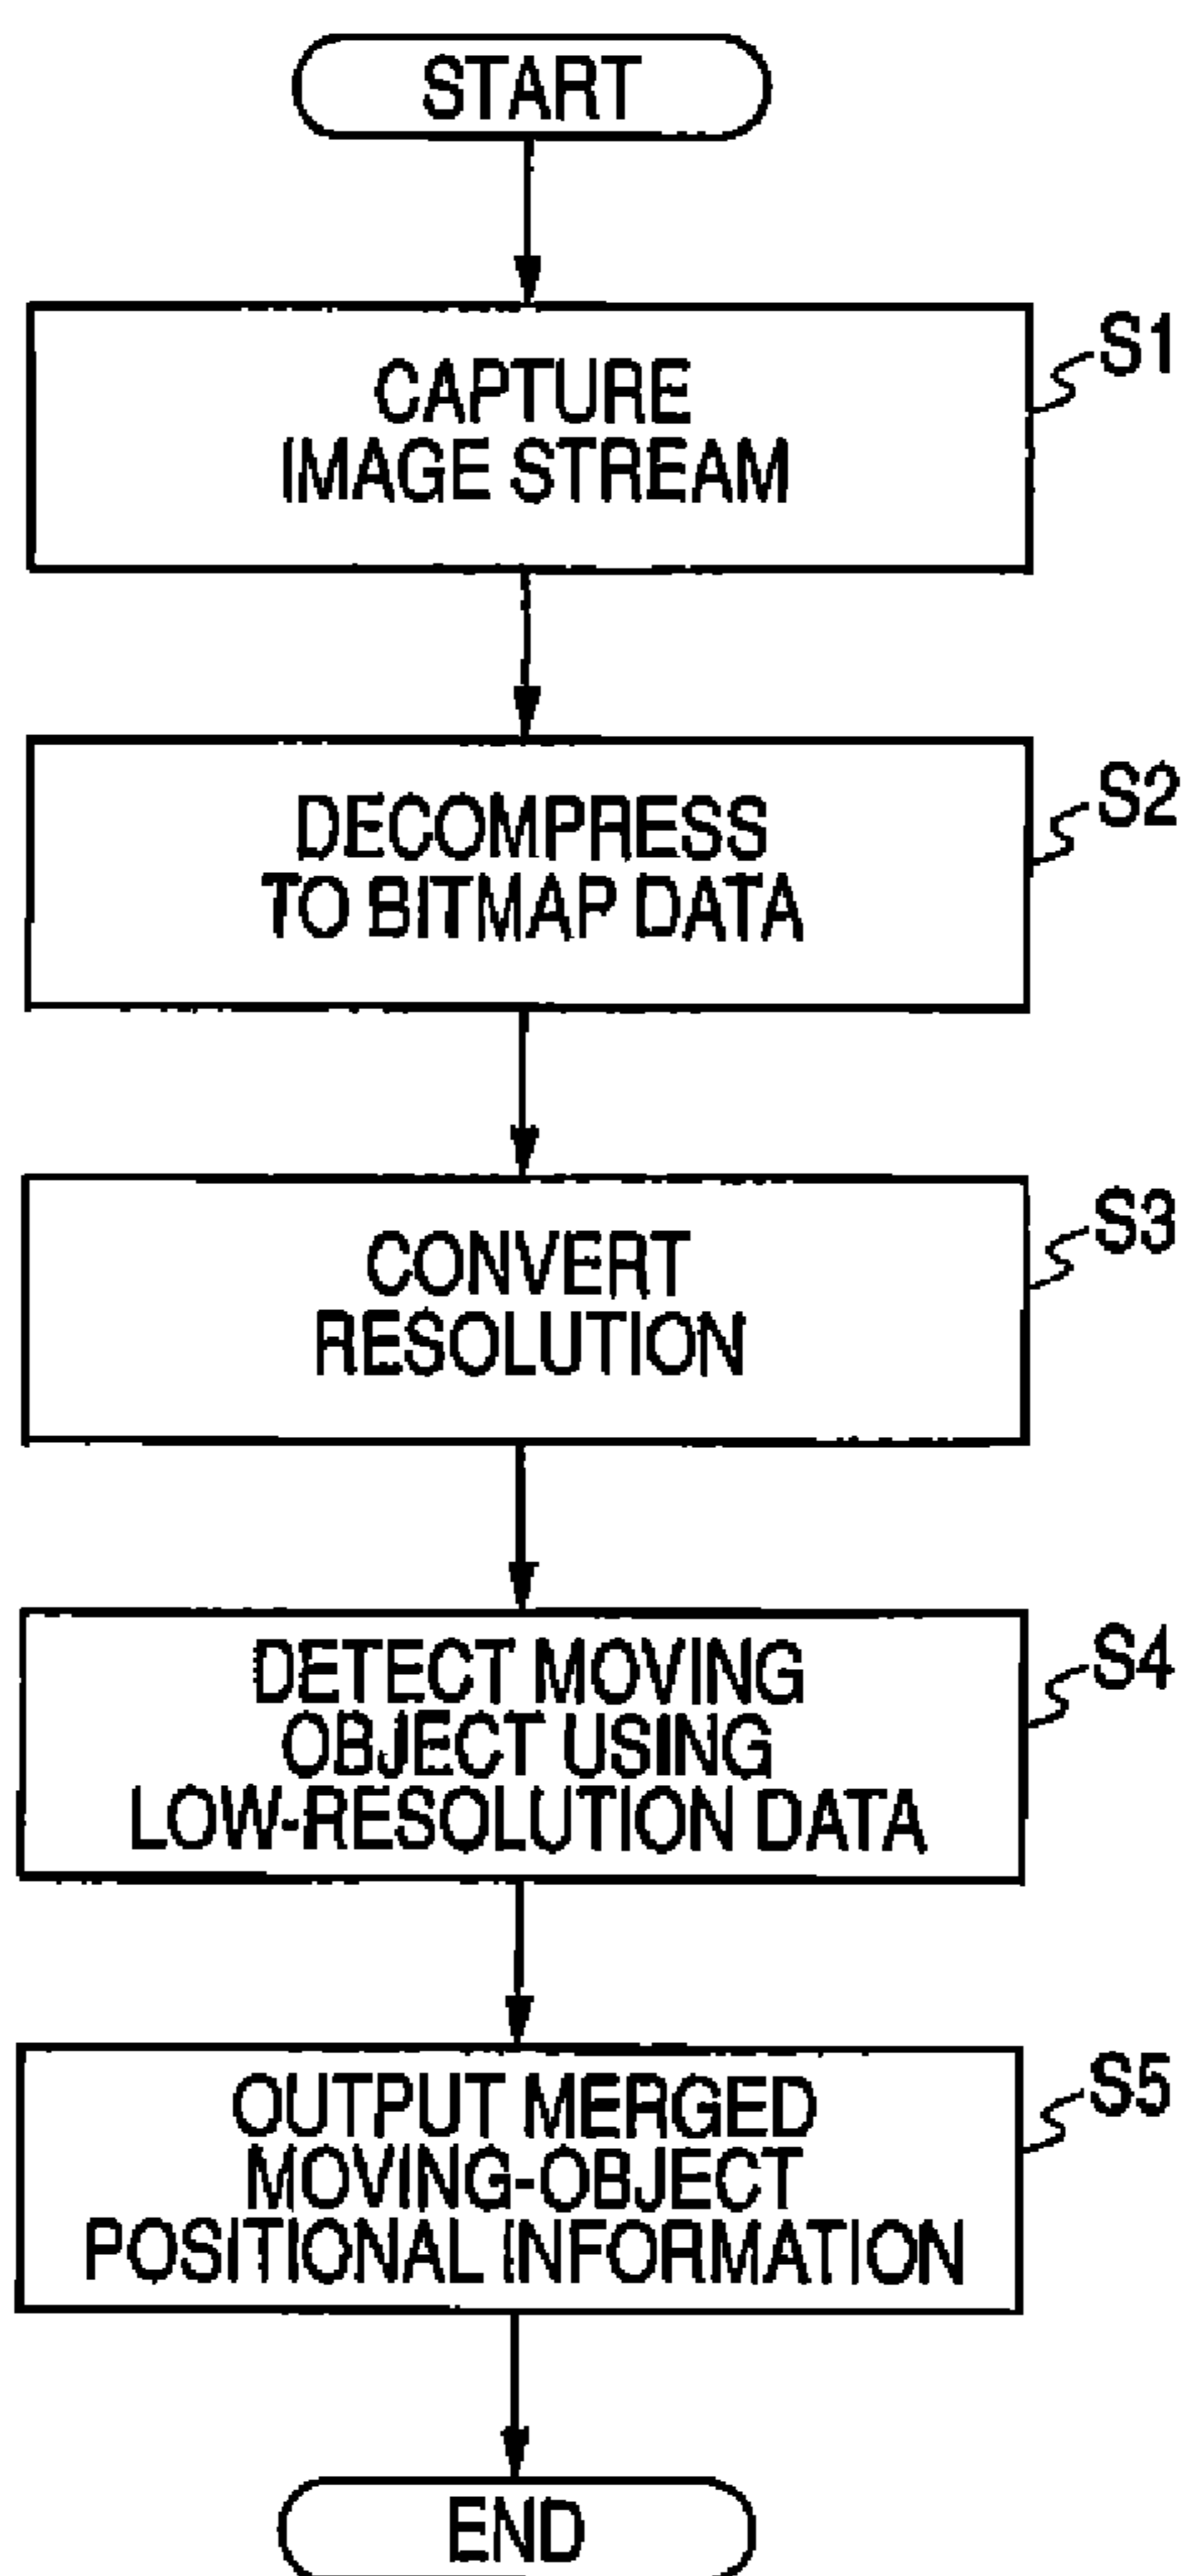 START
CAPTURE
IMAGE STREAM
S1
DECOMPRESS
TO BITMAP DATA
S2
CONVERT
RESOLUTION
S3
DETECT MOVING
OBJECT USING
LOW-RESOLUTION DATA
S4
OUTPUT MERGED
MOVING-OBJECT
POSITIONAL INFORMATION
S5
END